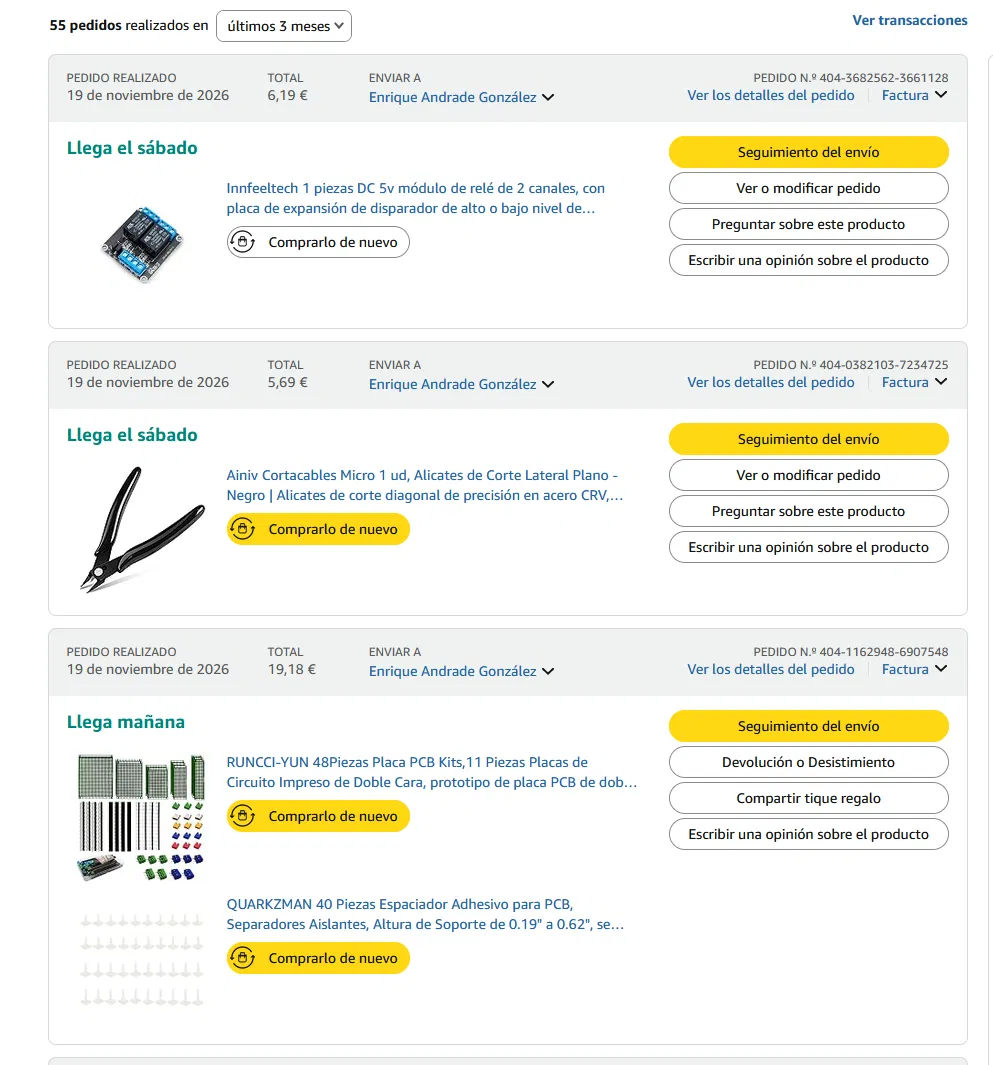 55 pedidos realizados en últimos 3 meses
Ver transacciones
PEDIDO REALIZADO
19 de noviembre de 2026
TOTAL
6,19 €
ENVIAR A
Enrique Andrade González
PEDIDO N.º 404-3682562-3661128
Ver los detalles del pedido Factura
Llega el sábado
Innfeeltech 1 piezas DC 5v módulo de relé de 2 canales, con
placa de expansión de disparador de alto o bajo nivel de…
Comprarlo de nuevo
Seguimiento del envío
Ver o modificar pedido
Preguntar sobre este producto
Escribir una opinión sobre el producto
PEDIDO REALIZADO
19 de noviembre de 2026
TOTAL
5,69 €
ENVIAR A
Enrique Andrade González
PEDIDO N.º 404-0382103-7234725
Ver los detalles del pedido Factura
Llega el sábado
Ainiv Cortacables Micro 1 ud, Alicates de Corte Lateral Plano -
Negro | Alicates de corte diagonal de precisión en acero CRV,…
Comprarlo de nuevo
Seguimiento del envío
Ver o modificar pedido
Preguntar sobre este producto
Escribir una opinión sobre el producto
PEDIDO REALIZADO
19 de noviembre de 2026
TOTAL
19,18 €
ENVIAR A
Enrique Andrade González
PEDIDO N.º 404-1162948-6907548
Ver los detalles del pedido Factura
Llega mañana
RUNCCI-YUN 48Piezas Placa PCB Kits,11 Piezas Placas de
Circuito Impreso de Doble Cara, prototipo de placa PCB de dob…
Comprarlo de nuevo
QUARKZMAN 40 Piezas Espaciador Adhesivo para PCB,
Separadores Aislantes, Altura de Soporte de 0.19" a 0.62", se…
Comprarlo de nuevo
Seguimiento del envío
Devolución o Desistimiento
Compartir tique regalo
Escribir una opinión sobre el producto